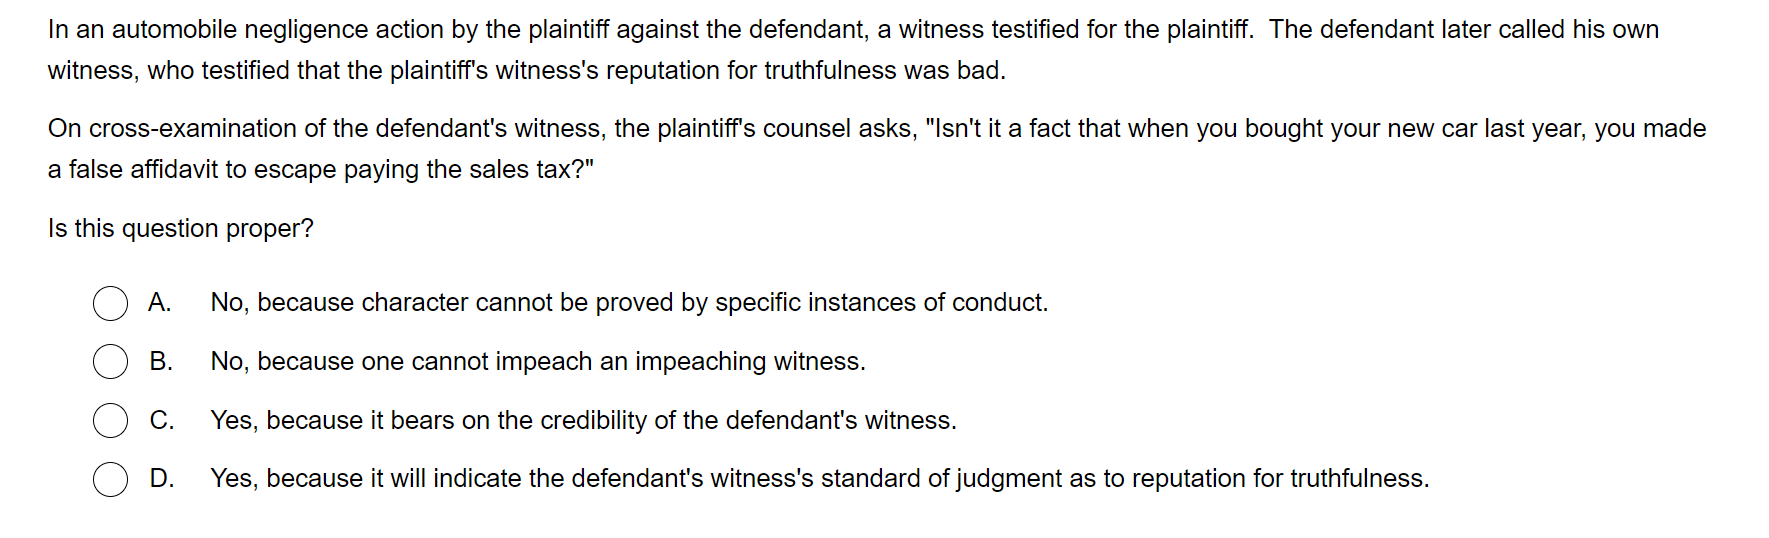 In an automobile negligence action by the plaintiff against the defendant, a witness testified for the plaintiff.  The defendant later called his own
witness, who testified that the plaintiff's witness's reputation for truthfulness was bad.
On cross-examination of the defendant's witness, the plaintiff's counsel asks, "Isn't it a fact that when you bought your new car last year, you made
a false affidavit to escape paying the sales tax?"
Is this question proper?
A. No, because character cannot be proved by specific instances of conduct.
B. No, because one cannot impeach an impeaching witness.
C. Yes, because it bears on the credibility of the defendant's witness.
D. Yes, because it will indicate the defendant's witness's standard of judgment as to reputation for truthfulness.